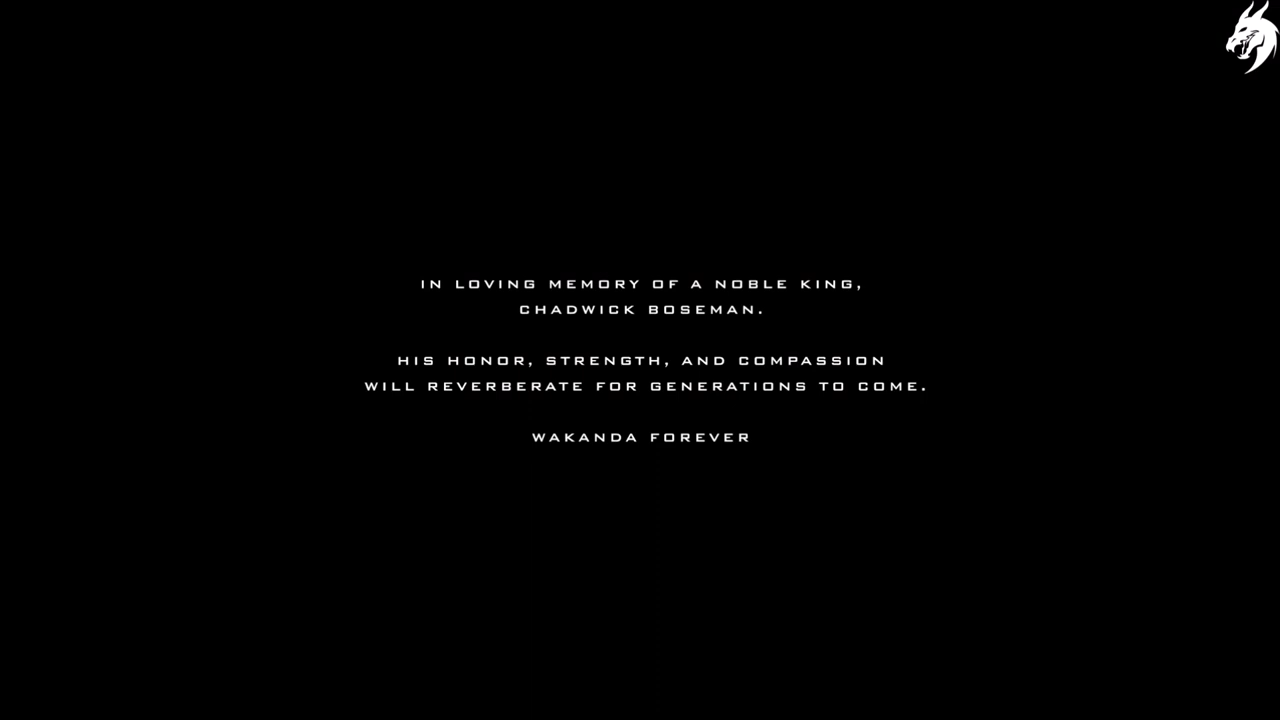 IN LOVING MEMORY OF A NOBLE KING,
CHADWICK BOSEMAN.
HIS HONOR, STRENGTH, AND COMPASSION
WILL REVERBERATE FOR GENERATIONS TO COME.
WAKANDA FOREVER